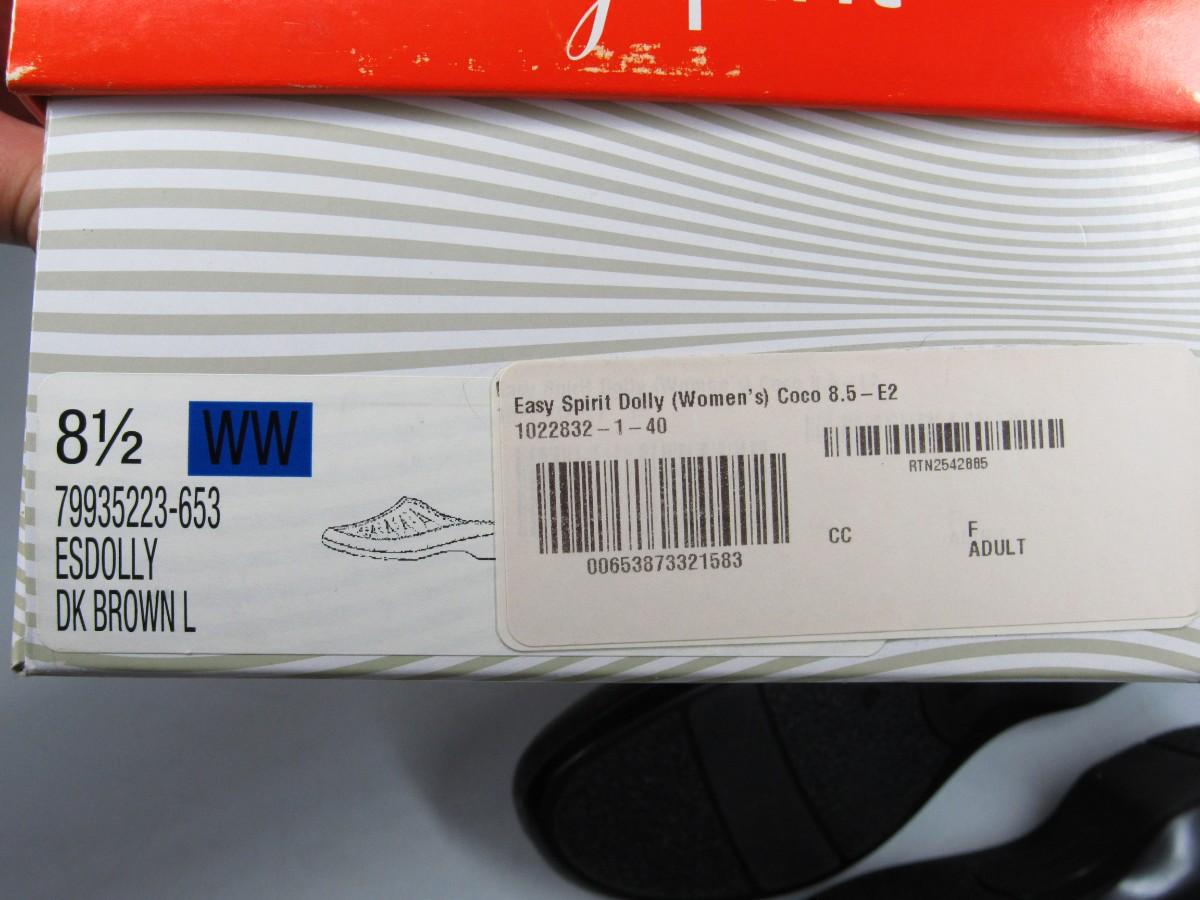 8½ WW
79935223-653
ESDOLLY
DK BROWN L
Easy Spirit Dolly (Women's) Coco 8.5-E2
1022832-1-40
RTN2542885
00653873321583
CC
F
ADULT